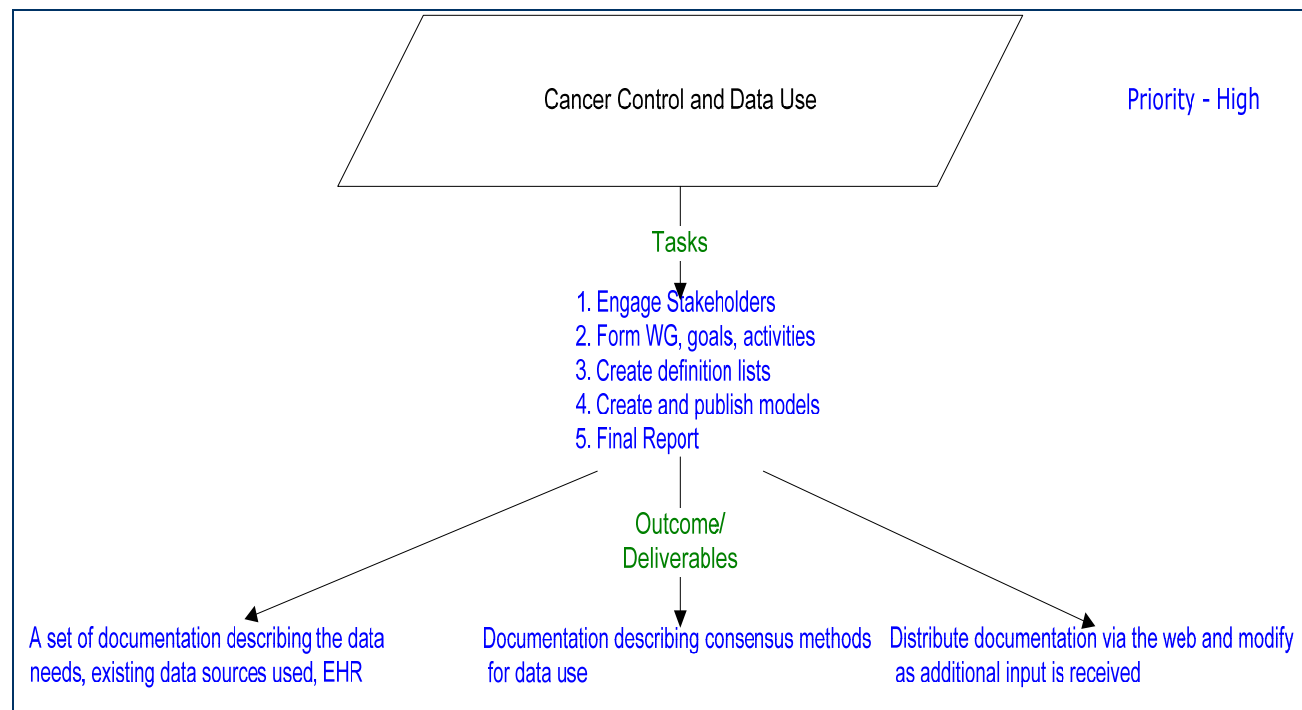 Cancer Control and Data Use
Priority - High
Tasks
1. Engage Stakeholders
2. Form WG, goals, activities
3. Create definition lists
4. Create and publish models
5. Final Report
Outcome/
Deliverables
A set of documentation describing the data
needs, existing data sources used, EHR
Documentation describing consensus methods
for data use
Distribute documentation via the web and modify
as additional input is received